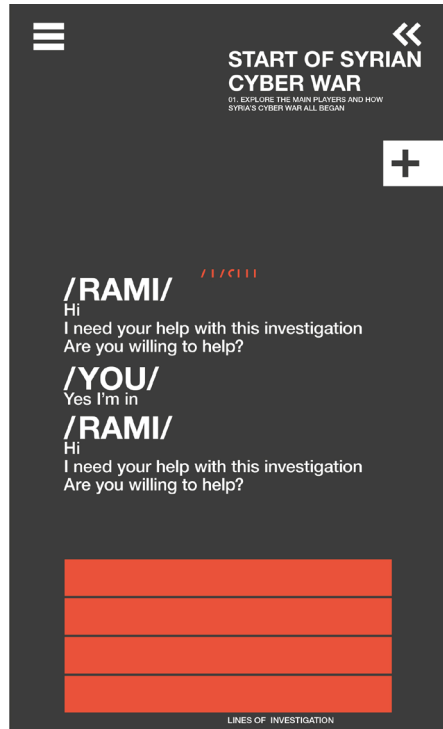 START OF SYRIAN
CYBER WAR
01. EXPLORE THE MAIN PLAYERS AND HOW
SYRIA'S CYBER WAR ALL BEGAN
/RAMI/
Hi
I need your help with this investigation
Are you willing to help?
/YOU/
Yes I'm in
/RAMI/
Hi
I need your help with this investigation
Are you willing to help?
LINES OF INVESTIGATION